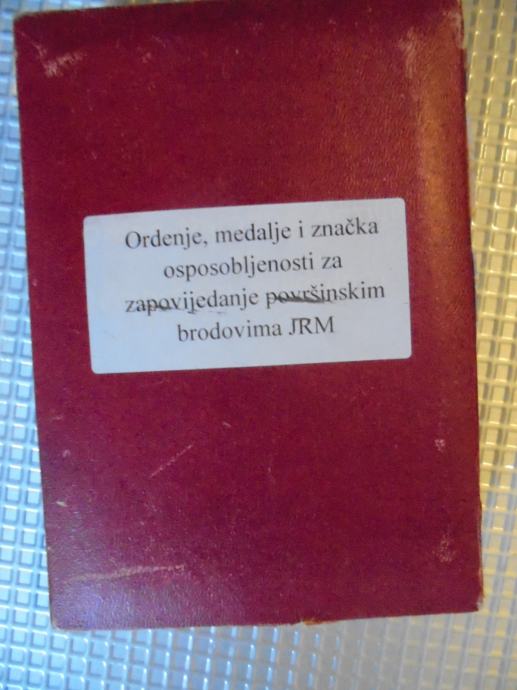 Ordenje, medalje i značka
osposobljenosti za
zapovijedanje površinskim
brodovima JRM